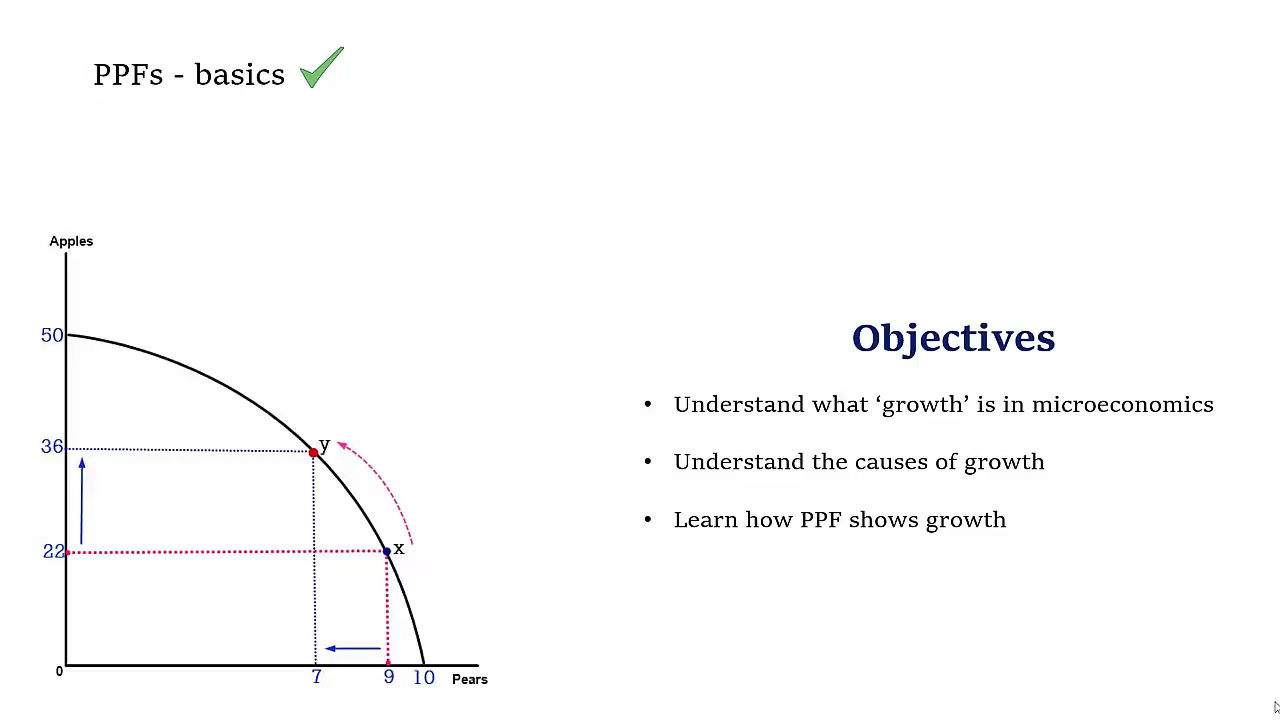 PPFs - basics
Apples
50
36
y
22
x
0
7
9
10
Pears
Objectives
• Understand what ‘growth’ is in microeconomics
• Understand the causes of growth
• Learn how PPF shows growth